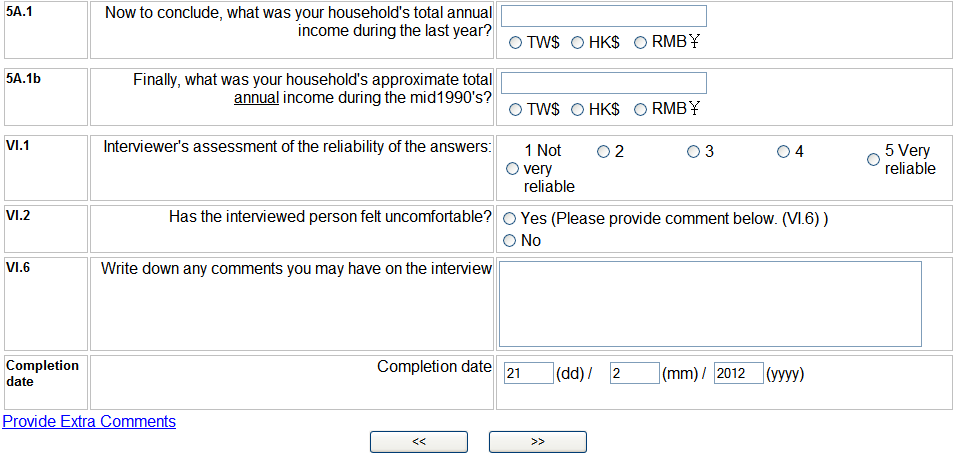 5A.1 Now to conclude, what was your household's total annual
income during the last year?
TW$ HK$ RMB¥
5A.1b Finally, what was your household's approximate total
annual income during the mid1990's?
TW$ HK$ RMB¥
VI.1 Interviewer's assessment of the reliability of the answers:
1 Not
very
reliable
2
3
4
5 Very
reliable
VI.2 Has the interviewed person felt uncomfortable?
Yes (Please provide comment below. (VI.6) )
No
VI.6 Write down any comments you may have on the interview
Completion
date
Completion date
21 (dd) / 2 (mm) / 2012 (yyyy)
Provide Extra Comments
<< >>